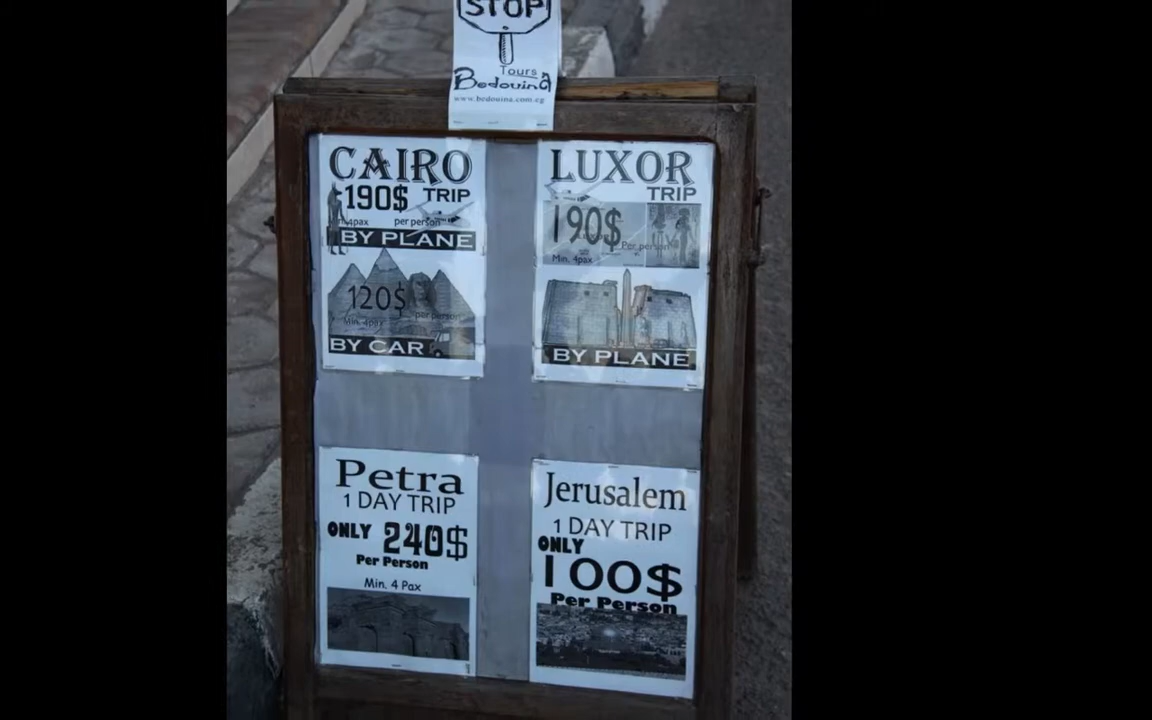 STOP
Tours
Bedouina
www.bedouina.com.eg
CAIRO
190$ TRIP
4pax per person
BY PLANE
120$
Min. 4pax per person
BY CAR
LUXOR
TRIP
190$
Per person
Min. 4pax
BY PLANE
Petra
1 DAY TRIP
ONLY 240$
Per Person
Min. 4 Pax
Jerusalem
1 DAY TRIP
ONLY
100$
Per Person